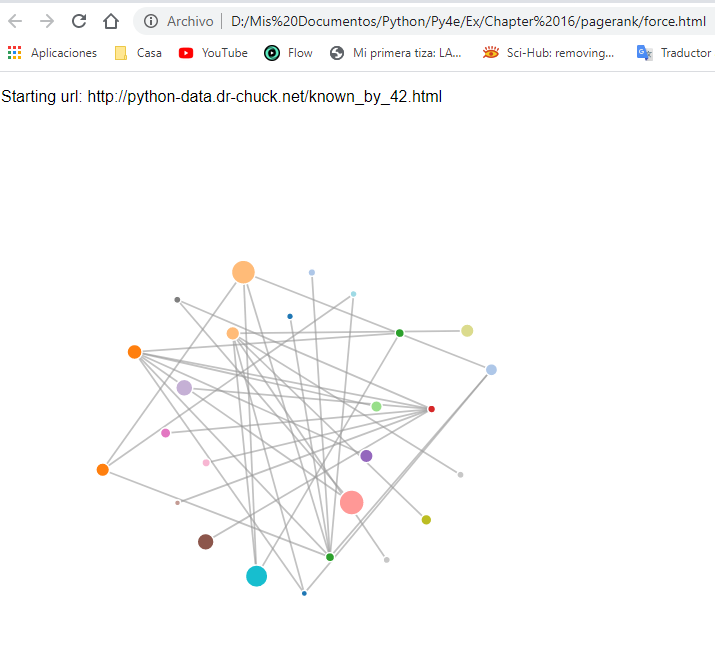 Archivo | D:/Mis%20Documentos/Python/Py4e/Ex/Chapter%2016/pagerank/force.html
Aplicaciones Casa YouTube Flow Mi primera tiza: LA... Sci-Hub: removing... Traductor
Starting url: http://python-data.dr-chuck.net/known_by_42.html